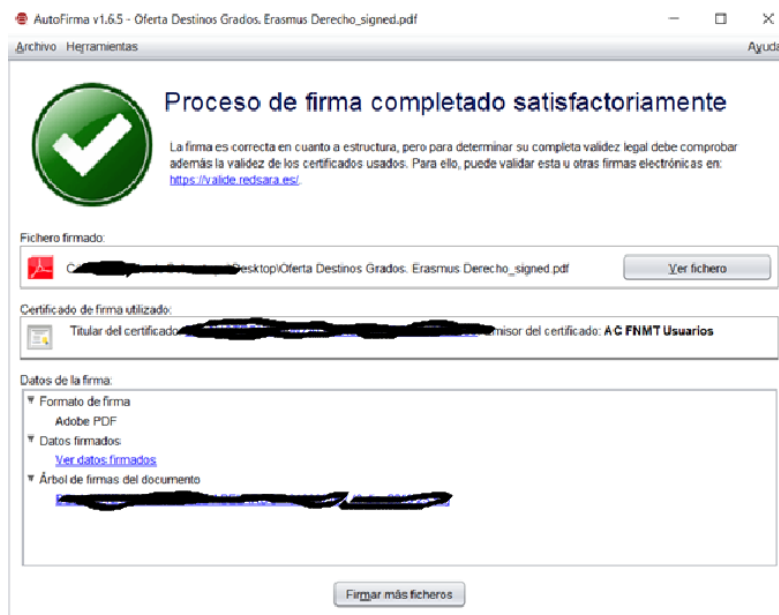 AutoFirma v1.6.5 - Oferta Destinos Grados. Erasmus Derecho_signed.pdf
Archivo Herramientas Ayuda
Proceso de firma completado satisfactoriamente
La firma es correcta en cuanto a estructura, pero para determinar su completa validez legal debe comprobar
además la validez de los certificados usados. Para ello, puede validar esta u otras firmas electrónicas en:
https://valide.redsara.es/.
Fichero firmado:
Desktop\Oferta Destinos Grados. Erasmus Derecho_signed.pdf Ver fichero
Certificado de firma utilizado:
Titular del certificado emisor del certificado: AC FNMT Usuarios
Datos de la firma:
Formato de firma
Adobe PDF
Datos firmados
Ver datos firmados
Árbol de firmas del documento
Firmar más ficheros